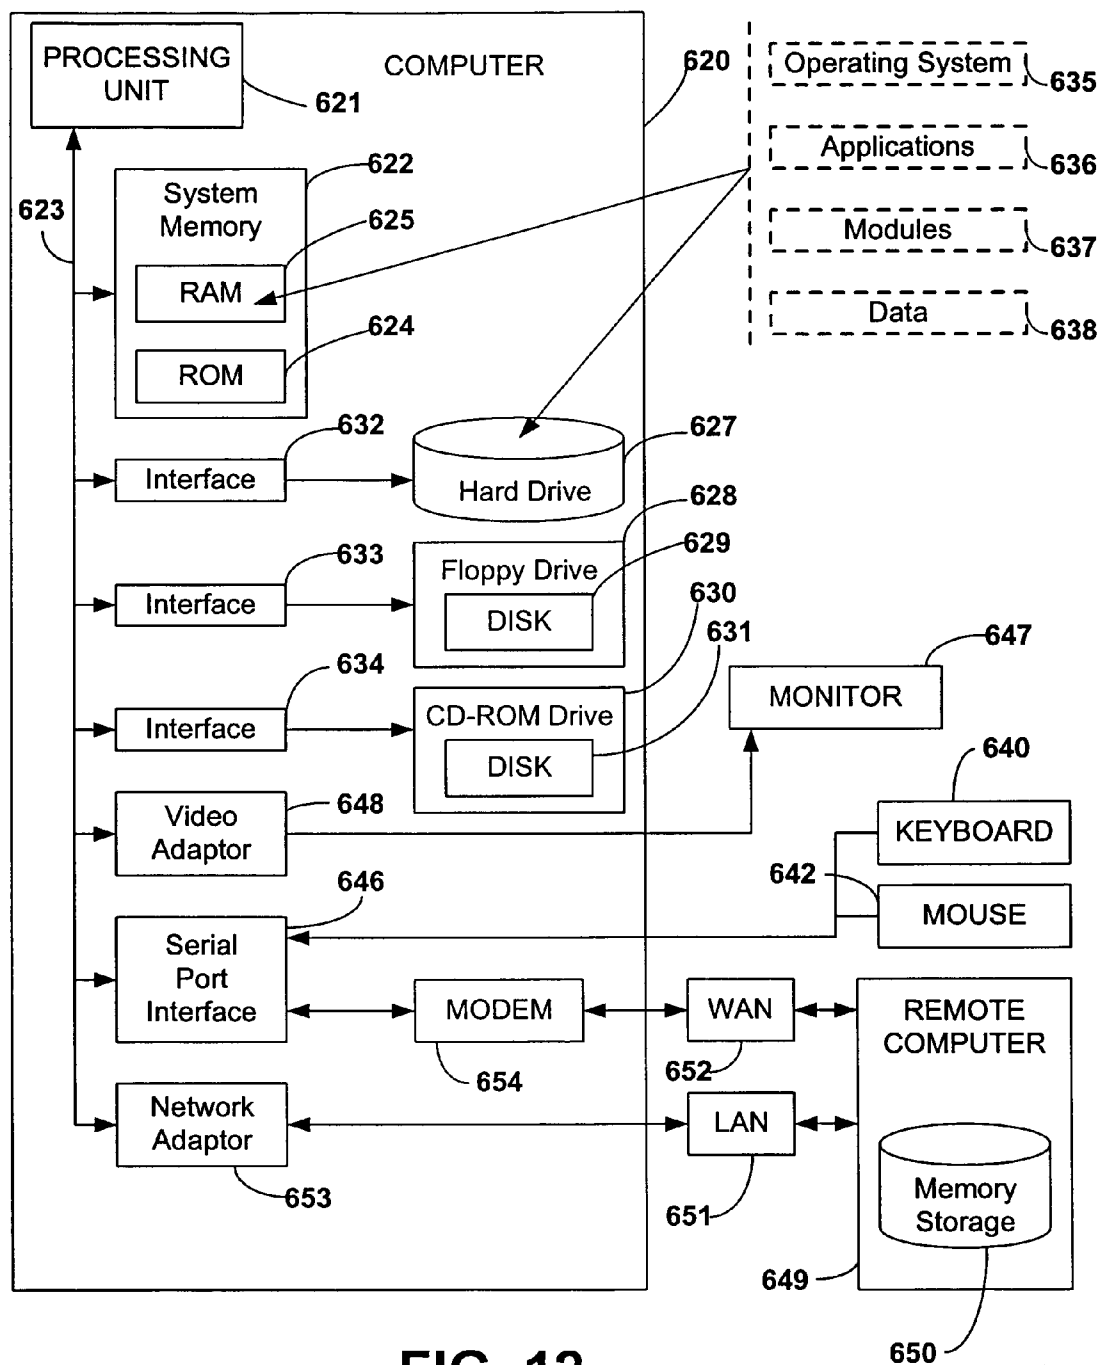 PROCESSING
UNIT
621
COMPUTER
620
Operating System
635
Applications
636
Modules
637
Data
638
622
System
Memory
623
625
RAM
624
ROM
632
Interface
627
Hard Drive
628
633
Interface
629
Floppy Drive
DISK
630
631
634
Interface
CD-ROM Drive
DISK
647
MONITOR
648
Video
Adaptor
640
KEYBOARD
642
MOUSE
646
Serial
Port
Interface
MODEM
654
WAN
652
REMOTE
COMPUTER
Network
Adaptor
653
LAN
651
Memory
Storage
649
650